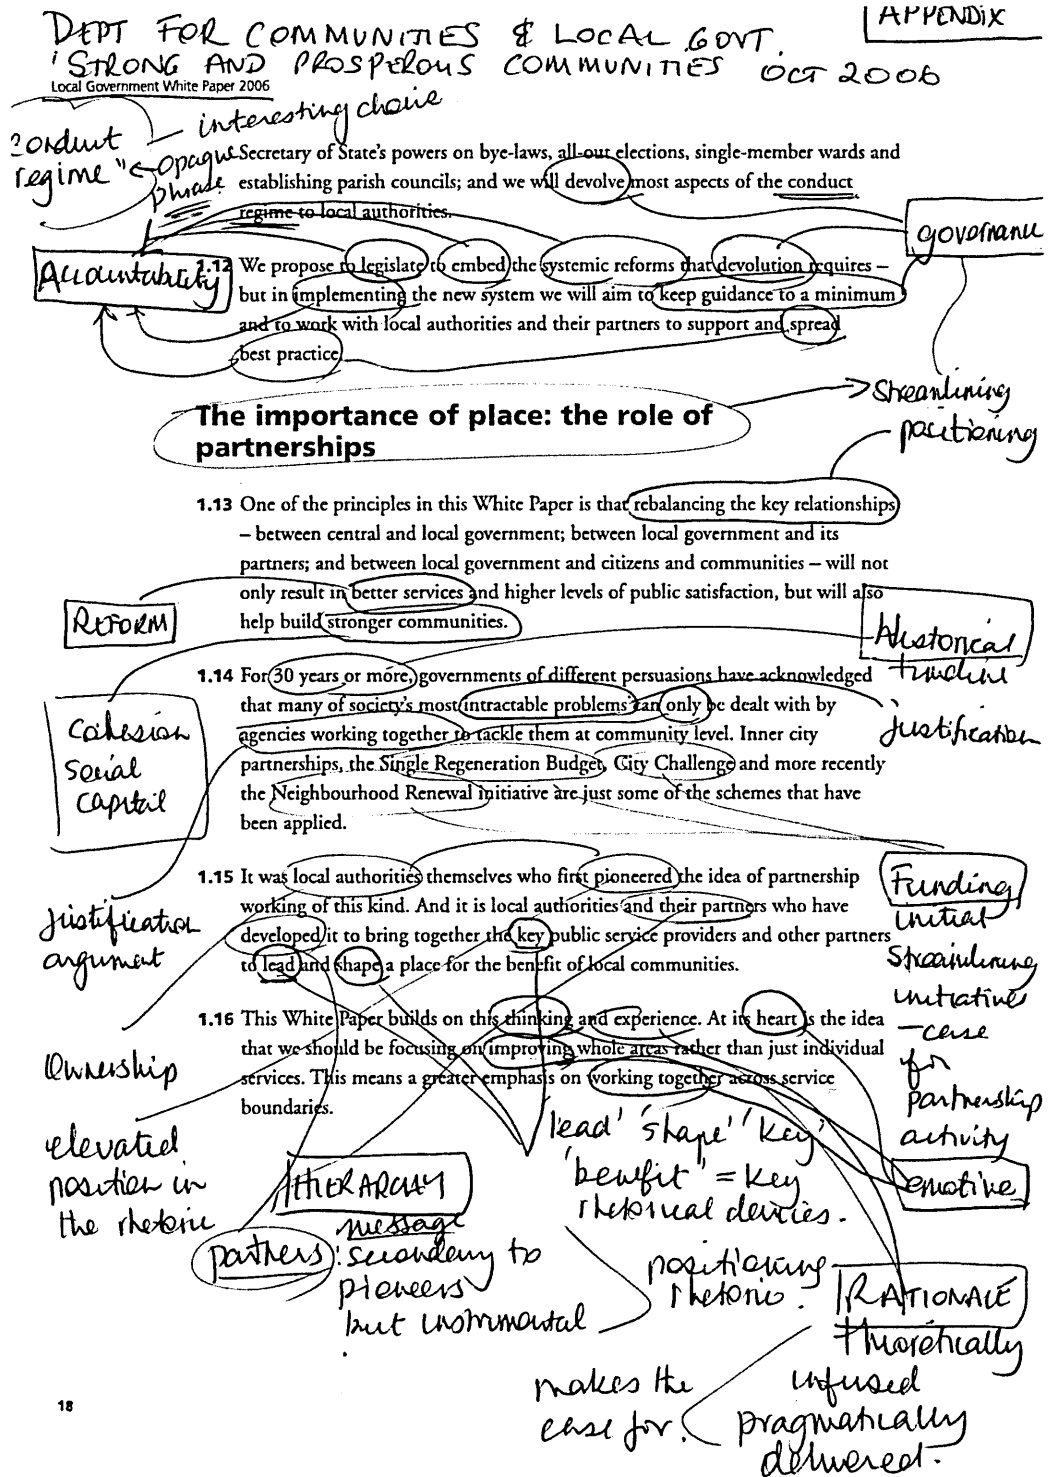 APPENDIX
DEPT FOR COMMUNITIES & LOCAL GOVT.
'STRONG AND PROSPEROUS COMMUNITIES OCT 2006
Local Government White Paper 2006
interesting choice
conduct
regime"
opaque
phrase
Secretary of State's powers on bye-laws, all-out elections, single-member wards and
establishing parish councils; and we will devolve most aspects of the conduct
regime to local authorities.
governance
Accountability
1.12 We propose to legislate to embed the systemic reforms that devolution requires –
but in implementing the new system we will aim to keep guidance to a minimum
and to work with local authorities and their partners to support and spread
best practice.
streamlining
positioning
The importance of place: the role of
partnerships
1.13 One of the principles in this White Paper is that rebalancing the key relationships
– between central and local government; between local government and its
partners; and between local government and citizens and communities – will not
only result in better services and higher levels of public satisfaction, but will also
help build stronger communities.
REFORM
Historical
timeline
1.14 For 30 years or more, governments of different persuasions have acknowledged
that many of society's most intractable problems can only be dealt with by
agencies working together to tackle them at community level. Inner city
partnerships, the Single Regeneration Budget, City Challenge and more recently
the Neighbourhood Renewal initiative are just some of the schemes that have
been applied.
justification
Cohesion
Social
Capital
1.15 It was local authorities themselves who first pioneered the idea of partnership
working of this kind. And it is local authorities and their partners who have
developed it to bring together the key public service providers and other partners
to lead and shape a place for the benefit of local communities.
justification
argument
Funding
initial
streamlining
initiatives
– case
for
partnership
activity
1.16 This White Paper builds on this thinking and experience. At its heart is the idea
that we should be focusing on improving whole areas rather than just individual
services. This means a greater emphasis on working together across service
boundaries.
Ownership
elevated
position in
the rhetoric
'lead' 'shape' 'key'
'benefit' = key
rhetorical devices.
emotive
HIERARCHY
message
partners : secondary to
pioneers
but instrumental
positioning
rhetoric.
RATIONALE
theoretically
infused
pragmatically
delivered.
makes the
case for.
18